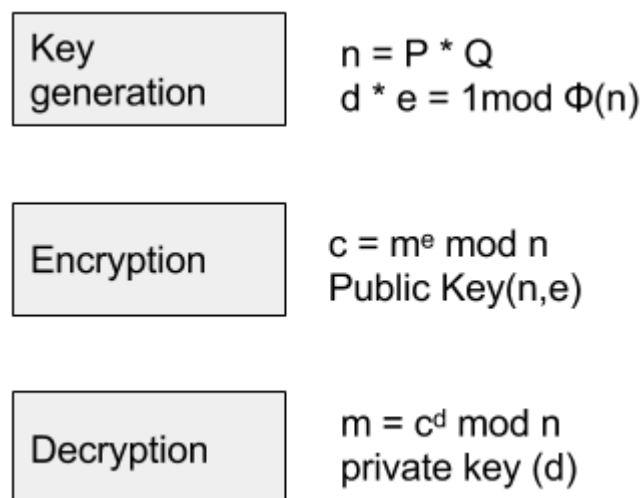 Key
generation
n = P * Q
d * e = 1mod Φ(n)
Encryption
c = mᵉ mod n
Public Key(n,e)
Decryption
m = cᵈ mod n
private key (d)